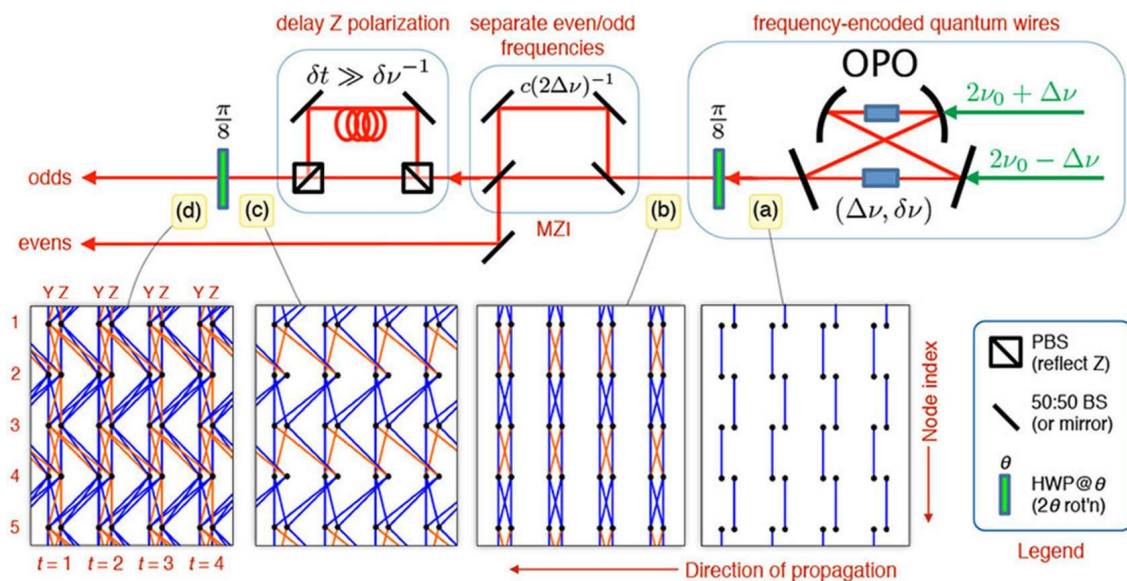 delay Z polarization
separate even/odd
frequencies
frequency-encoded quantum wires
δt ≫ δν⁻¹
c(2Δν)⁻¹
OPO
2ν₀ + Δν
2ν₀ − Δν
π/8
π/8
odds
(d)
(c)
(b)
(a)
(Δν, δν)
evens
MZI
Y Z Y Z Y Z Y Z
1
2
3
4
5
t = 1 t = 2 t = 3 t = 4
Direction of propagation
Node index
PBS
(reflect Z)
50:50 BS
(or mirror)
θ
HWP@θ
(2θ rot'n)
Legend